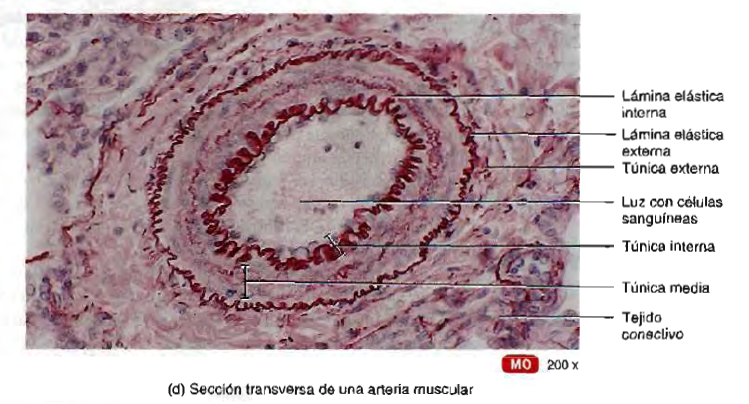 Lámina elástica
interna
Lámina elástica
externa
Túnica externa
Luz con células
sanguíneas
Túnica interna
Túnica media
Tejido
conectivo
MO 200 x
(d) Sección transversa de una arteria muscular